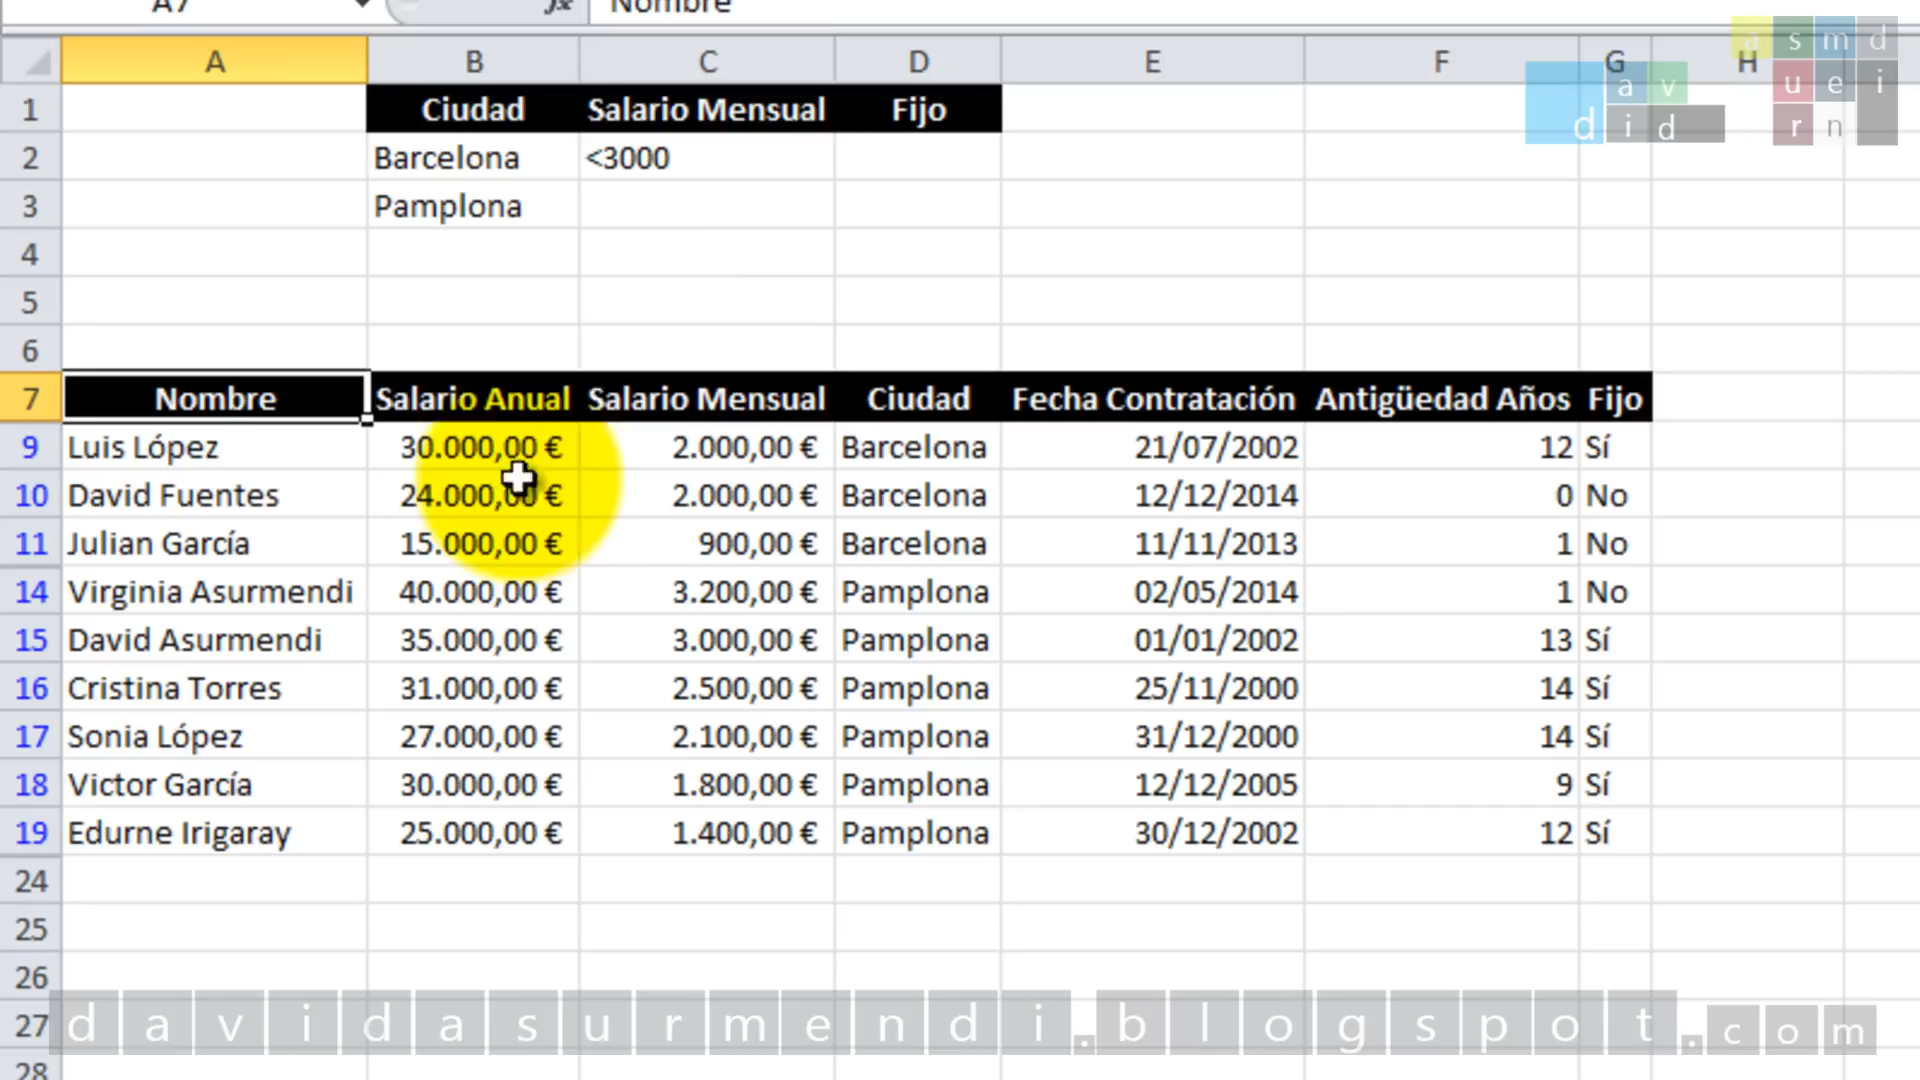 A7 fx Nombre
A B C D E F G H
1 Ciudad Salario Mensual Fijo
2 Barcelona <3000
3 Pamplona
4
5
6
7 Nombre Salario Anual Salario Mensual Ciudad Fecha Contratación Antigüedad Años Fijo
9 Luis López 30.000,00 € 2.000,00 € Barcelona 21/07/2002 12 Sí
10 David Fuentes 24.000,00 € 2.000,00 € Barcelona 12/12/2014 0 No
11 Julian García 15.000,00 € 900,00 € Barcelona 11/11/2013 1 No
14 Virginia Asurmendi 40.000,00 € 3.200,00 € Pamplona 02/05/2014 1 No
15 David Asurmendi 35.000,00 € 3.000,00 € Pamplona 01/01/2002 13 Sí
16 Cristina Torres 31.000,00 € 2.500,00 € Pamplona 25/11/2000 14 Sí
17 Sonia López 27.000,00 € 2.100,00 € Pamplona 31/12/2000 14 Sí
18 Victor García 30.000,00 € 1.800,00 € Pamplona 12/12/2005 9 Sí
19 Edurne Irigaray 25.000,00 € 1.400,00 € Pamplona 30/12/2002 12 Sí
24
25
26
27
28
david
asurmendi
davidasurmendi.blogspot.com